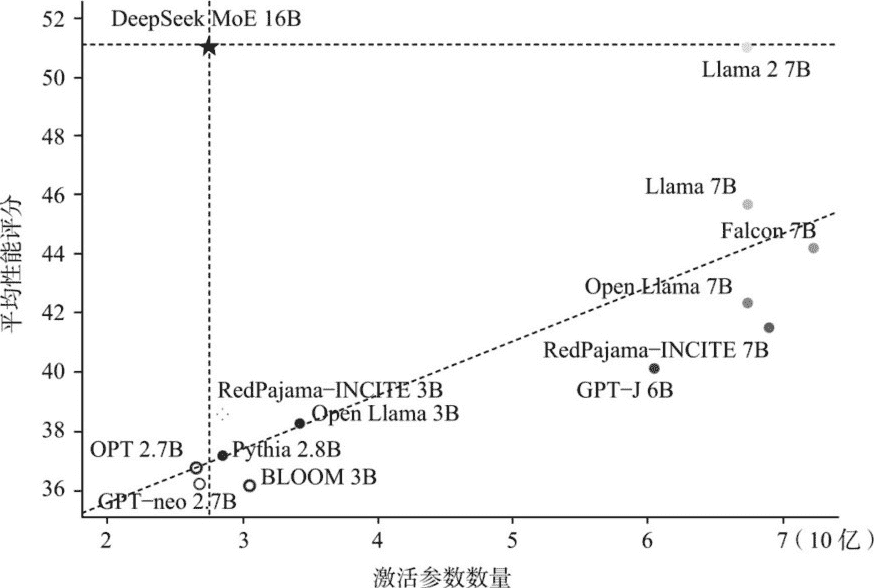 52
DeepSeek MoE 16B
50
Llama 2 7B
48
46
Llama 7B
Falcon 7B
44
Open Llama 7B
42
RedPajama-INCITE 7B
40
GPT-J 6B
RedPajama-INCITE 3B
Open Llama 3B
38
OPT 2.7B
Pythia 2.8B
BLOOM 3B
36
GPT-neo 2.7B
平均性能评分
2 3 4 5 6 7 (10 亿)
激活参数数量